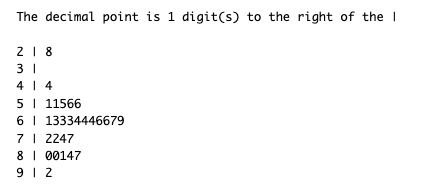 The decimal point is 1 digit(s) to the right of the |
2 | 8
3 |
4 | 4
5 | 11566
6 | 13334446679
7 | 2247
8 | 00147
9 | 2